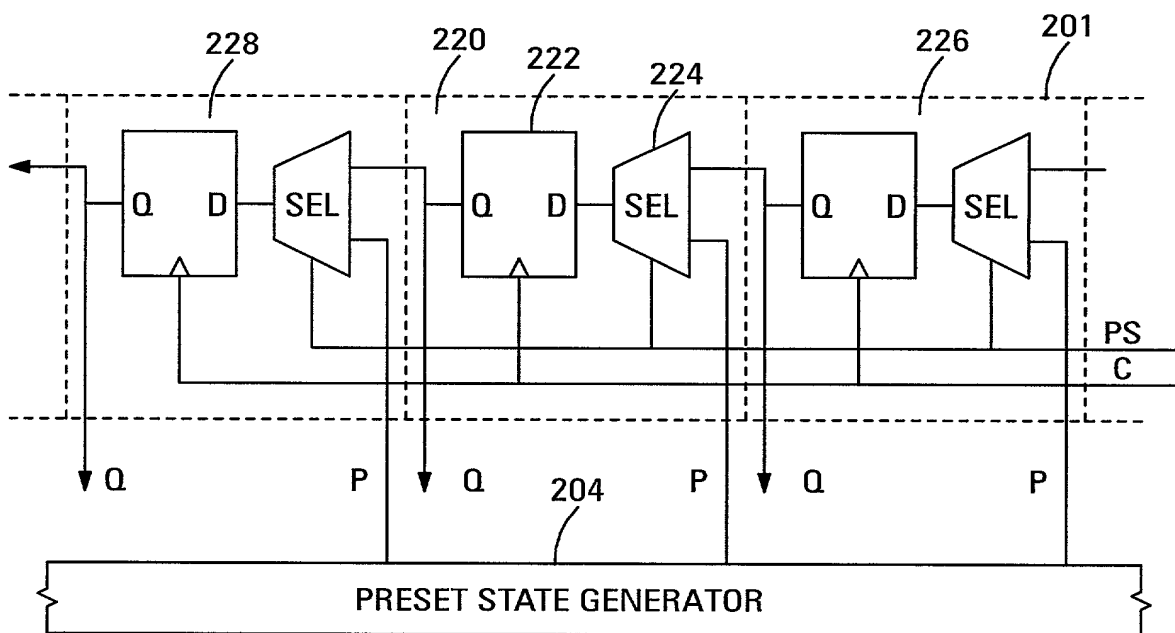 228 220 222 224 226 201
Q D SEL Q D SEL Q D SEL
PS
C
Q P Q P Q P
204
PRESET STATE GENERATOR